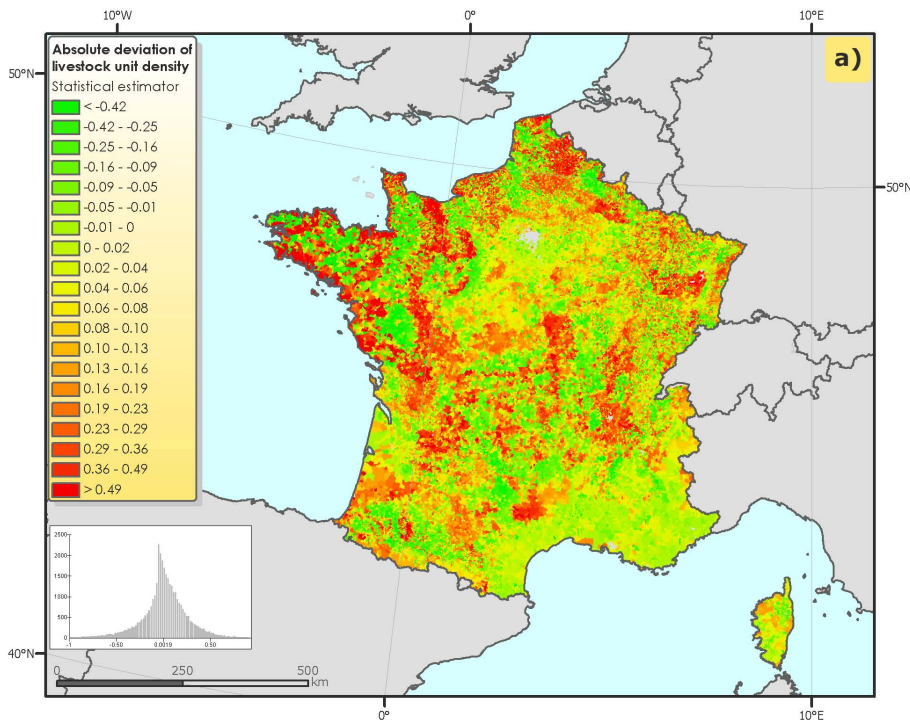 10°W
0°
10°E
50°N
Absolute deviation of
livestock unit density
Statistical estimator
< -0.42
-0.42 - -0.25
-0.25 - -0.16
-0.16 - -0.09
-0.09 - -0.05
-0.05 - -0.01
-0.01 - 0
0 - 0.02
0.02 - 0.04
0.04 - 0.06
0.06 - 0.08
0.08 - 0.10
0.10 - 0.13
0.13 - 0.16
0.16 - 0.19
0.19 - 0.23
0.23 - 0.29
0.29 - 0.36
0.36 - 0.49
> 0.49
a)
50°N
2500
2000
1500
1000
500
0
-1
-0.50
0.0019
0.50
40°N
0
250
500
km
0°
10°E